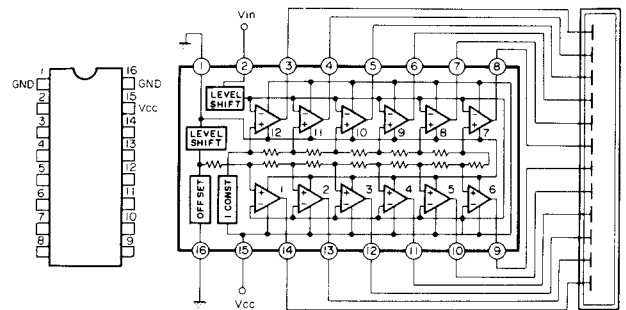 1 16
GND GND
2 15
Vcc
3 14
4 13
5 12
6 11
7 10
8 9
Vin
1 2 3 4 5 6 7 8
LEVEL SHIFT
12 11 10 9 8 7
LEVEL SHIFT
OFFSET
I CONST
1 2 3 4 5 6
16 15 14 13 12 11 10 9
Vcc